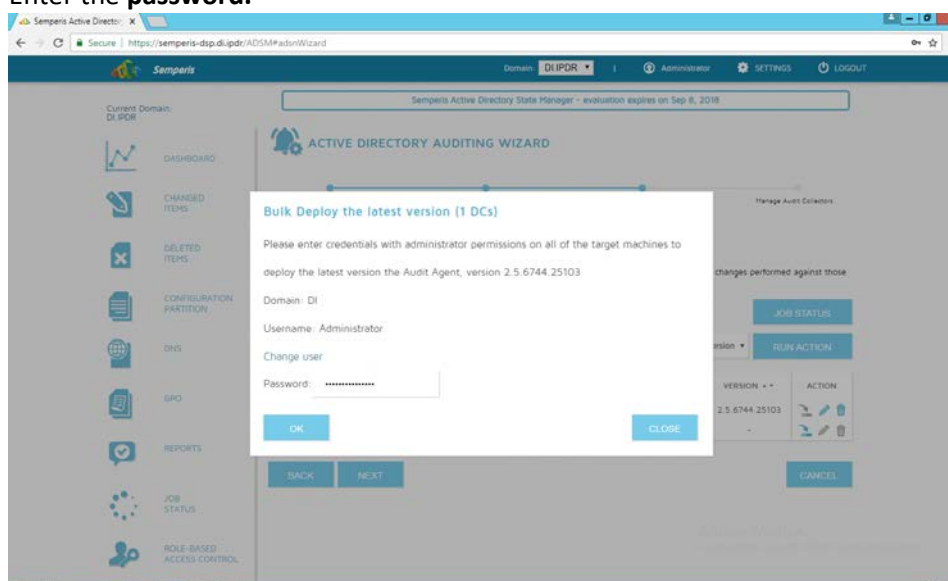 Enter the password.
Semperis Active Director
Secure | https://semperis-dsp.di.ipdr/ADSM#adsnWizard
Semperis
Domain: DI.IPDR
Administrator
SETTINGS
LOGOUT
Current Domain:
DI.IPDR
Semperis Active Directory State Manager - evaluation expires on Sep 6, 2018
ACTIVE DIRECTORY AUDITING WIZARD
DASHBOARD
CHANGED
ITEMS
DELETED
ITEMS
CONFIGURATION
PARTITION
DNS
GPO
REPORTS
JOB
STATUS
ROLE-BASED
ACCESS CONTROL
Manage Audit Collectors
Bulk Deploy the latest version (1 DCs)
Please enter credentials with administrator permissions on all of the target machines to
deploy the latest version the Audit Agent, version 2.5.6744.25103
Domain: DI
Username: Administrator
Change user
Password:
OK
CLOSE
changes performed against those
JOB STATUS
RUN ACTION
VERSION
ACTION
2.5.6744.25103
-
BACK
NEXT
CANCEL